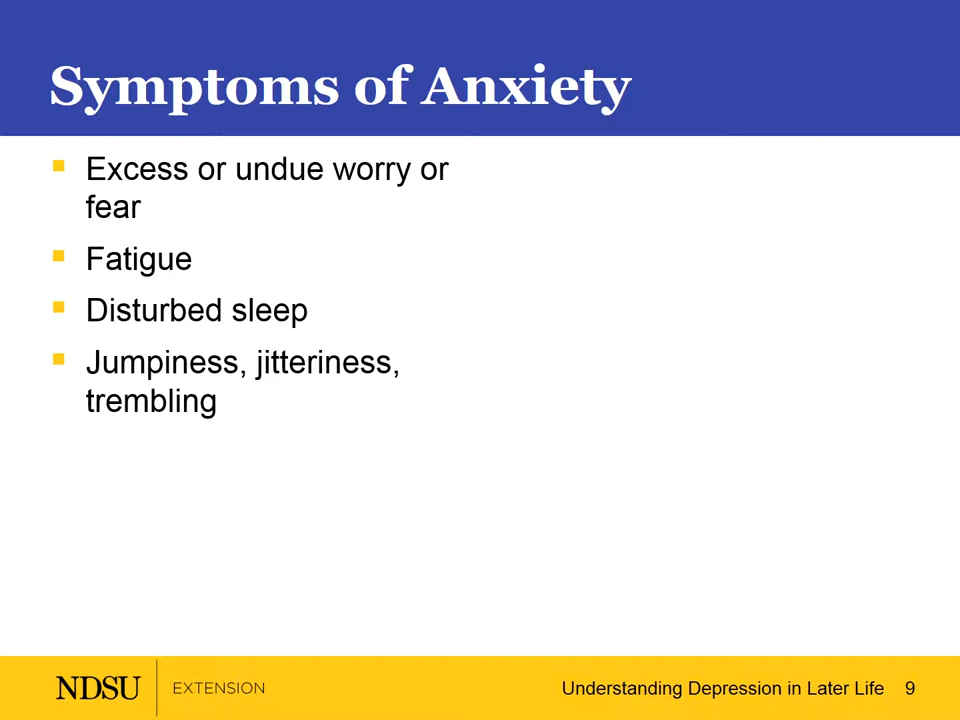 Symptoms of Anxiety
Excess or undue worry or
fear
Fatigue
Disturbed sleep
Jumpiness, jitteriness,
trembling
NDSU EXTENSION
Understanding Depression in Later Life 9